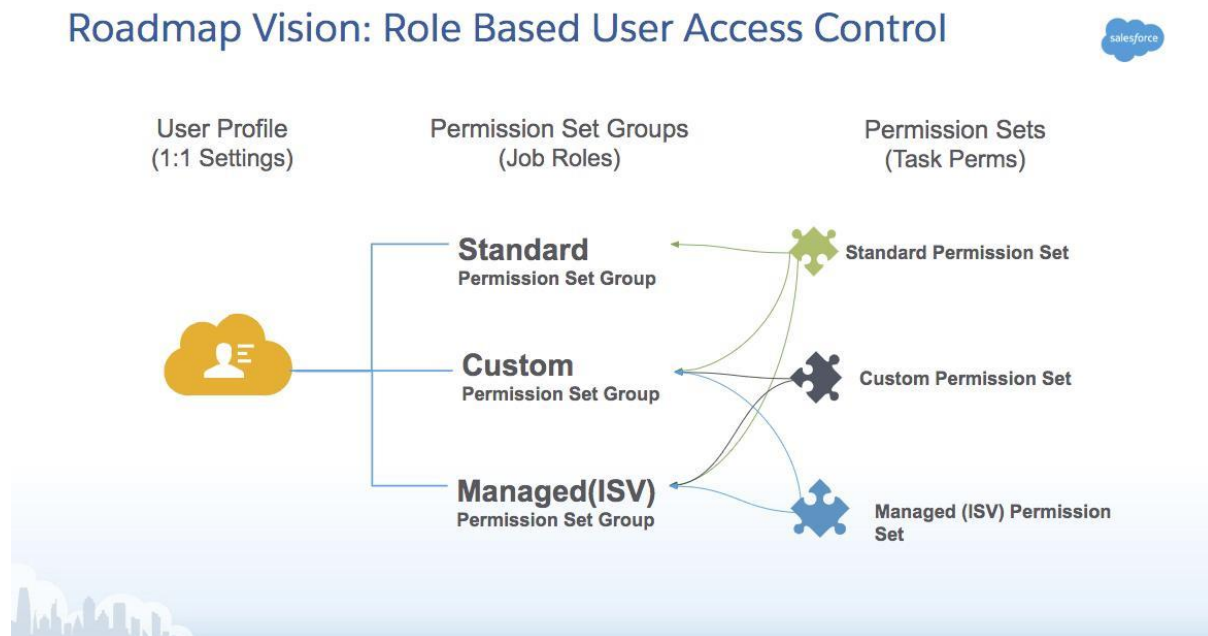 Roadmap Vision: Role Based User Access Control
salesforce
User Profile
(1:1 Settings)
Permission Set Groups
(Job Roles)
Permission Sets
(Task Perms)
Standard
Permission Set Group
Standard Permission Set
Custom
Permission Set Group
Custom Permission Set
Managed(ISV)
Permission Set Group
Managed (ISV) Permission
Set